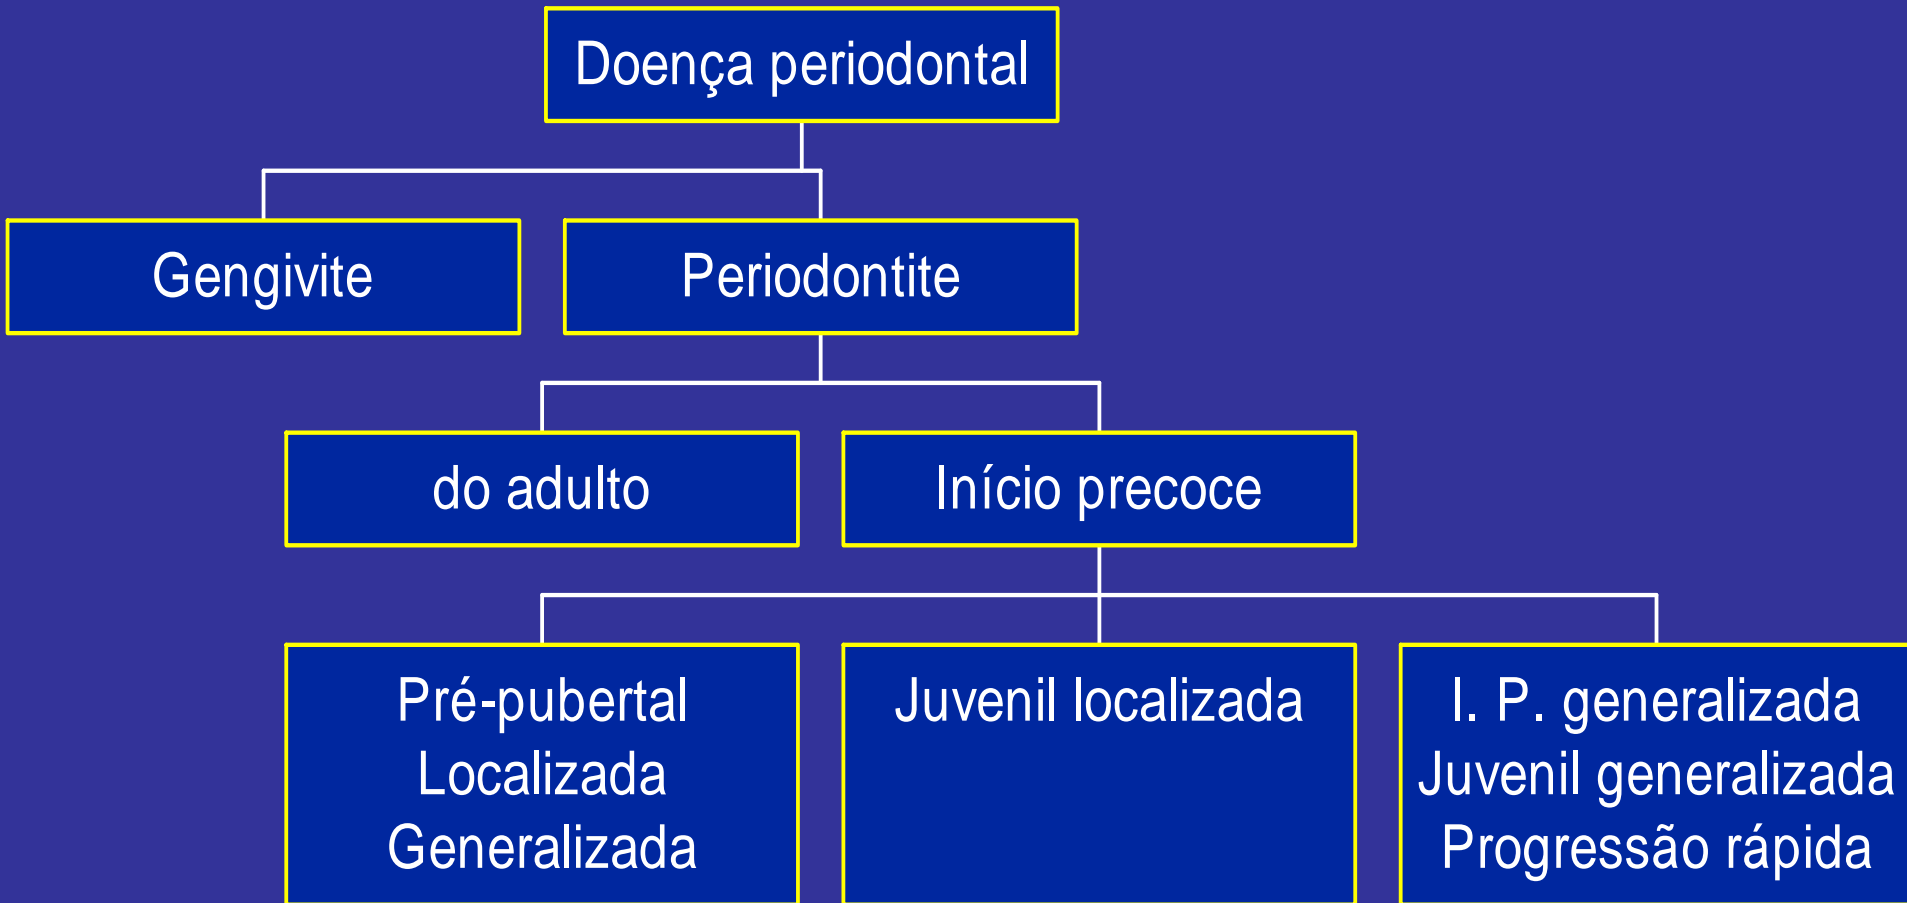 Doença periodontal
Gengivite
Periodontite
do adulto
Início precoce
Pré-pubertal
Localizada
Generalizada
Juvenil localizada
I. P. generalizada
Juvenil generalizada
Progressão rápida